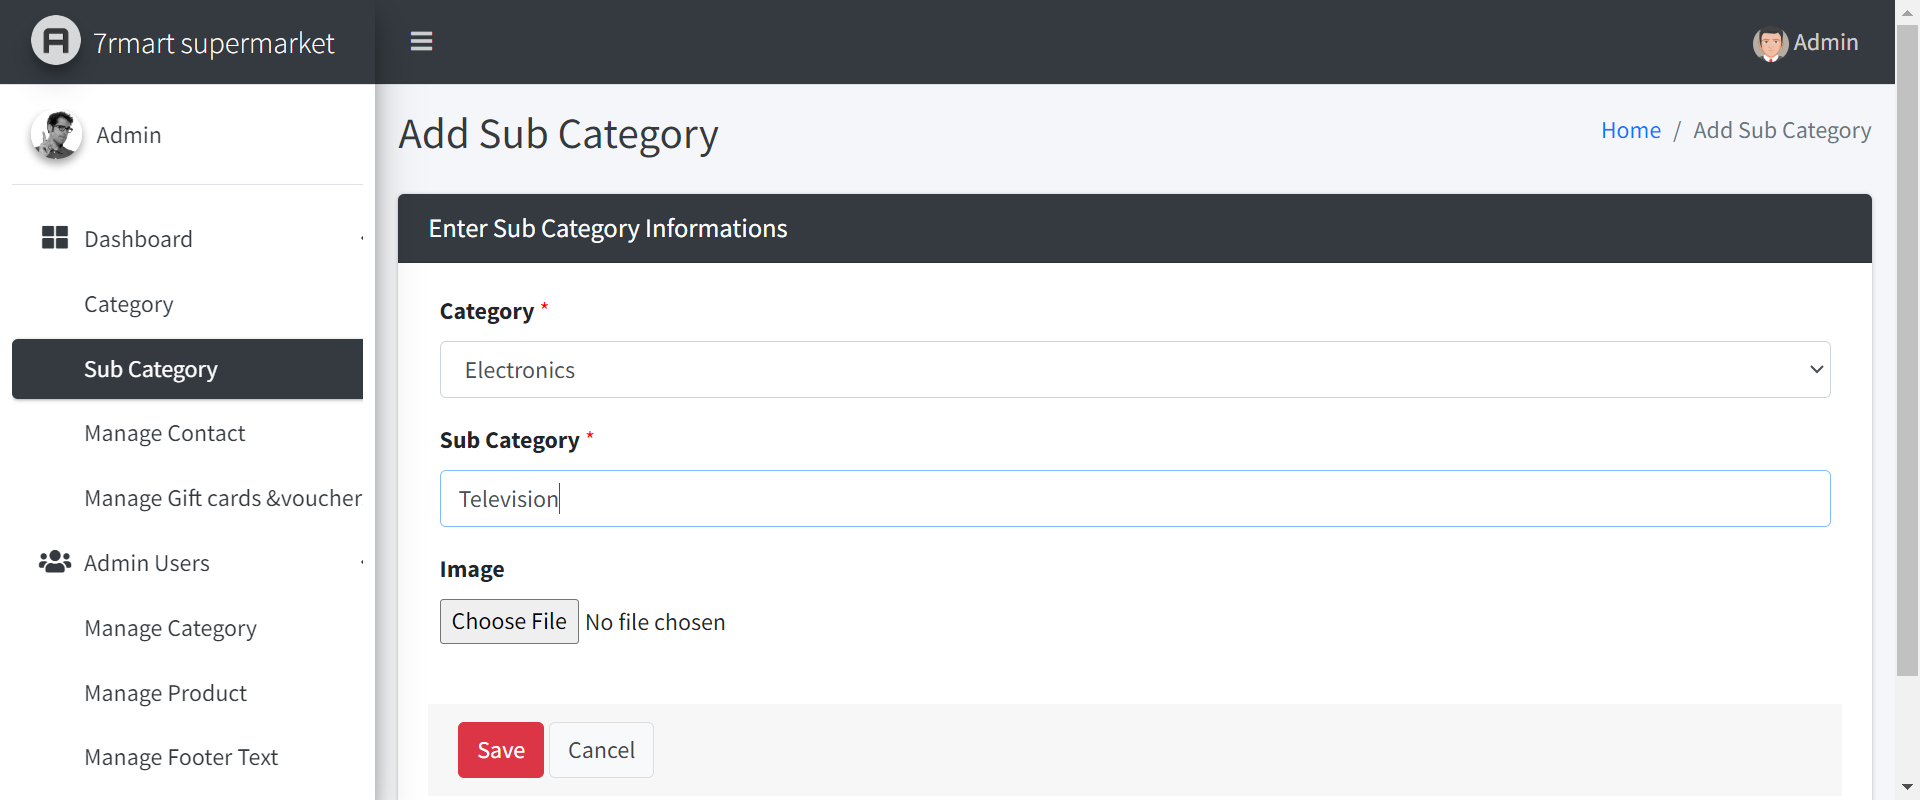 7rmart supermarket
Admin
Admin
Dashboard
Category
Sub Category
Manage Contact
Manage Gift cards &voucher
Admin Users
Manage Category
Manage Product
Manage Footer Text
Add Sub Category
Home / Add Sub Category
Enter Sub Category Informations
Category *
Electronics
Sub Category *
Television
Image
Choose File No file chosen
Save Cancel